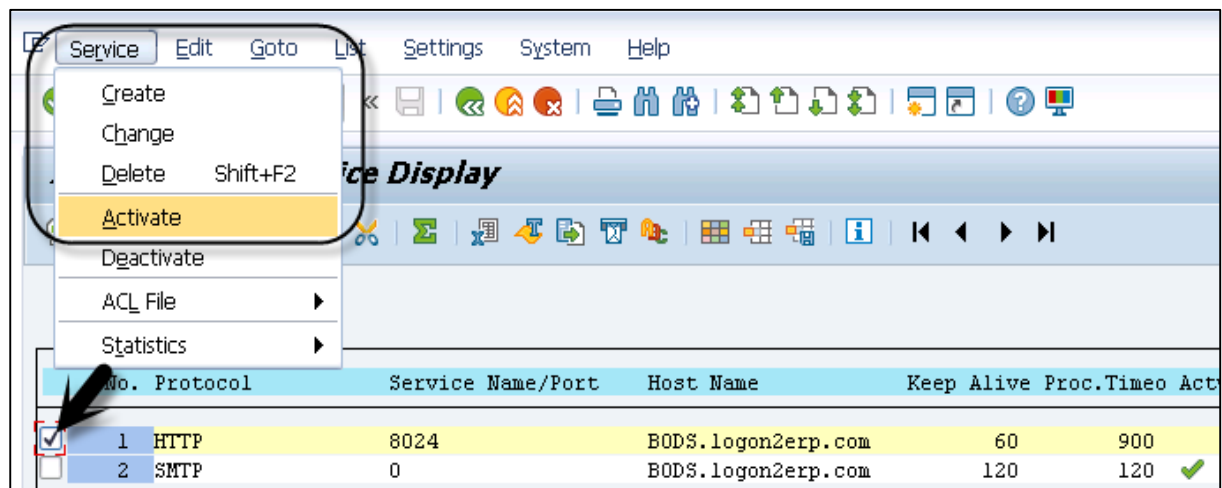 Service Edit Goto List Settings System Help
Create
Change
Delete Shift+F2
Activate
Deactivate
ACL File
Statistics
ice Display
No. Protocol Service Name/Port Host Name Keep Alive Proc.Timeo Act
1 HTTP 8024 BODS.logon2erp.com 60 900
2 SMTP 0 BODS.logon2erp.com 120 120